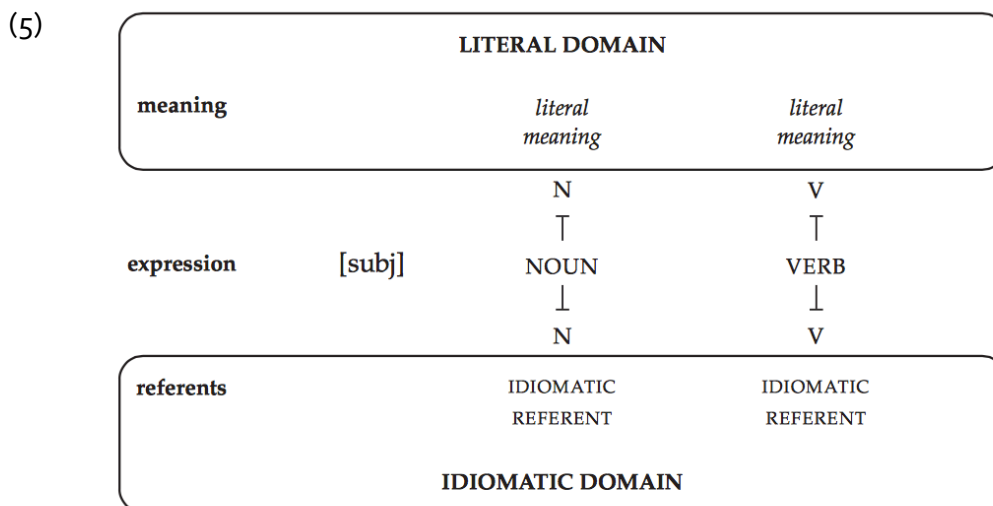 (5)
LITERAL DOMAIN
meaning literal literal
meaning meaning
N V
expression [subj] NOUN VERB
N V
referents IDIOMATIC IDIOMATIC
REFERENT REFERENT
IDIOMATIC DOMAIN